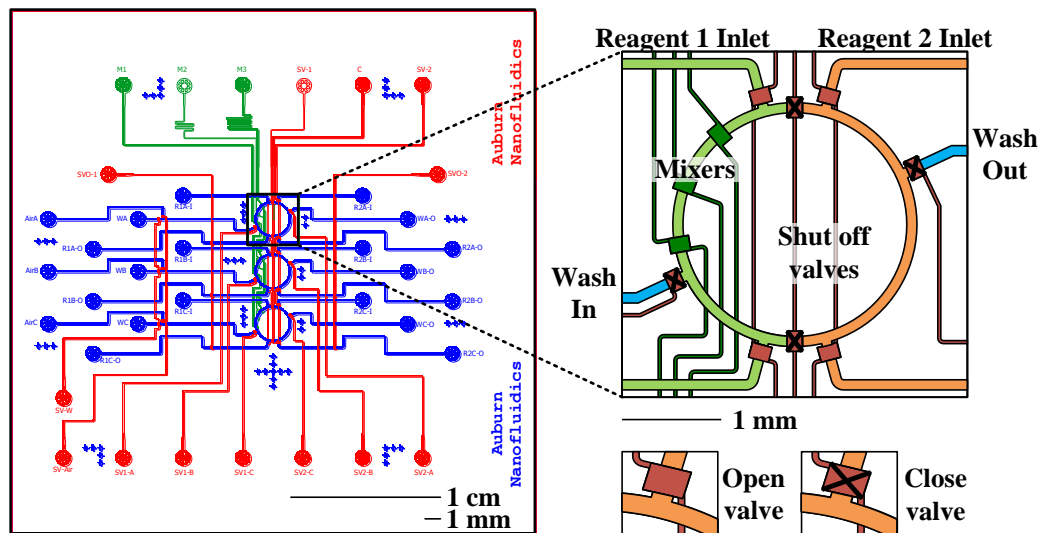 M1
M2
M3
SV-1
C
SV-2
Auburn
Nanofluidics
SVO-1
SVO-2
R1A-I
R2A-I
AirA
WA
WA-O
R1A-O
R1B-I
R2B-I
R2A-O
AirB
WB
WB-O
R1B-O
R1C-I
R2C-I
R2B-O
AirC
WC
WC-O
R1C-O
R2C-O
SV-W
Auburn
Nanofluidics
SV-Air
SV1-A
SV1-B
SV1-C
SV2-C
SV2-B
SV2-A
1 cm
1 mm
Reagent 1 Inlet
Reagent 2 Inlet
Wash
Out
Mixers
Shut off
valves
Wash
In
1 mm
Open
valve
Close
valve